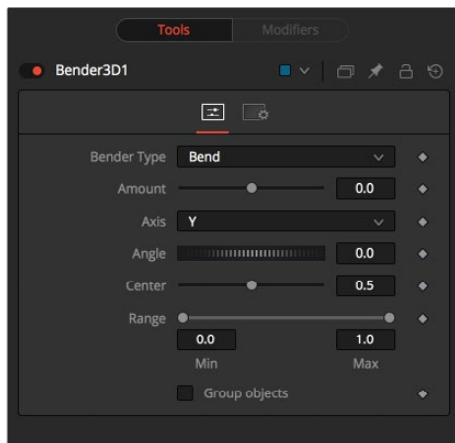 Tools Modifiers
Bender3D1
Bender Type Bend
Amount 0.0
Axis Y
Angle 0.0
Center 0.5
Range
0.0 1.0
Min Max
Group objects